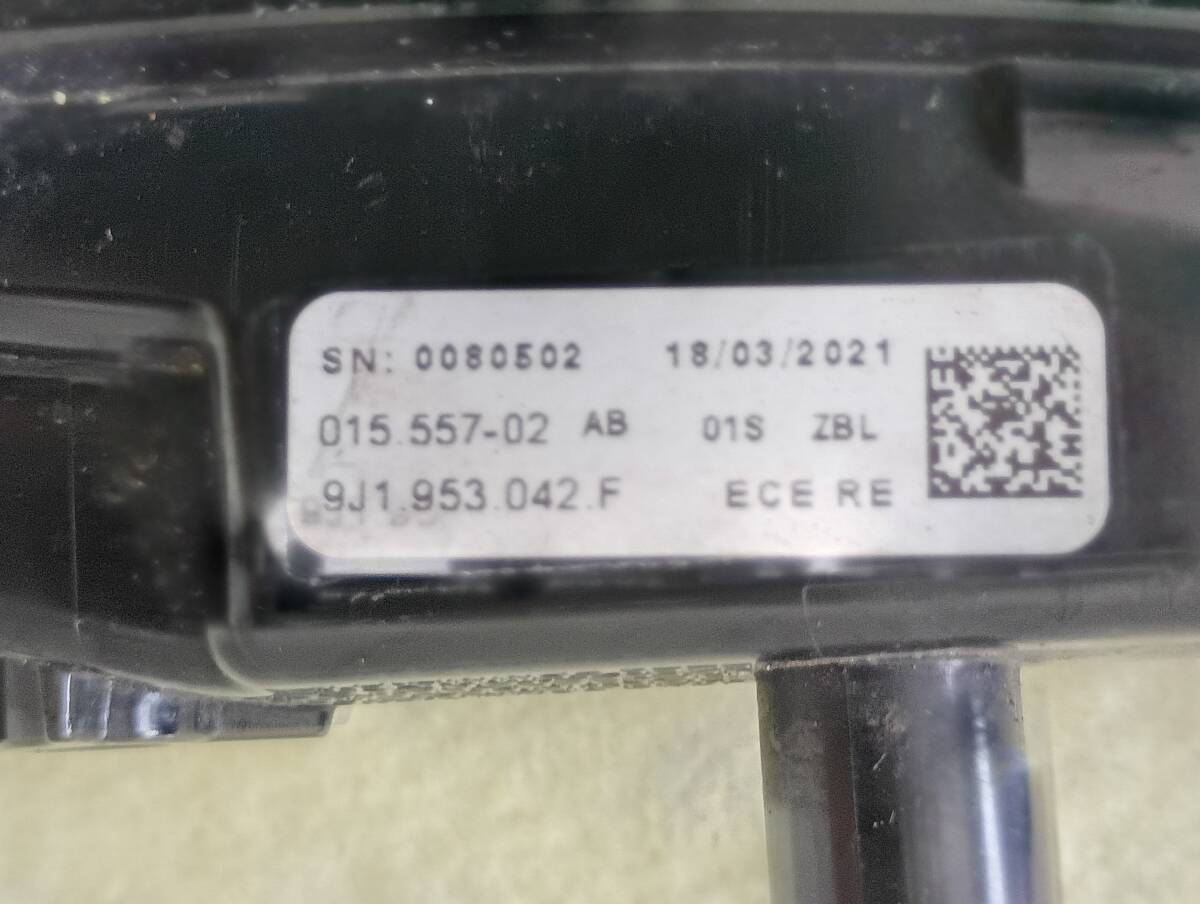 SN: 0080502 18/03/2021
015.557-02 AB 01S ZBL
9J1.953.042.F ECE RE